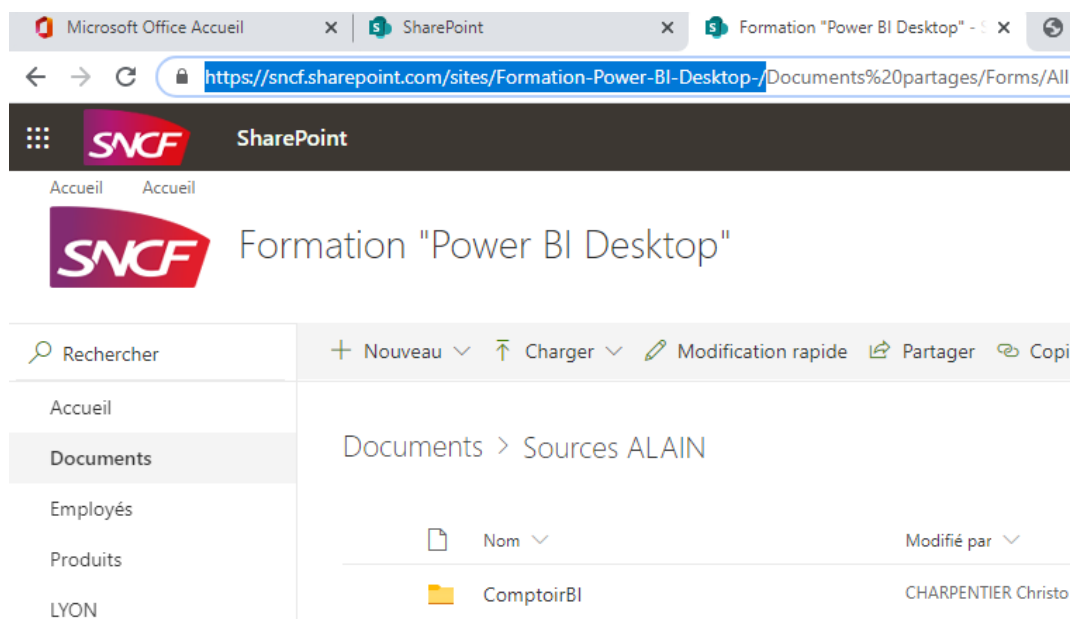 Microsoft Office Accueil SharePoint Formation "Power BI Desktop" - S
https://sncf.sharepoint.com/sites/Formation-Power-BI-Desktop-/Documents%20partages/Forms/All
SNCF SharePoint
Accueil Accueil
SNCF Formation "Power BI Desktop"
Rechercher Nouveau Charger Modification rapide Partager Copi
Accueil
Documents
Documents > Sources ALAIN
Employés
Nom Modifié par
Produits
ComptoirBI CHARPENTIER Christo
LYON